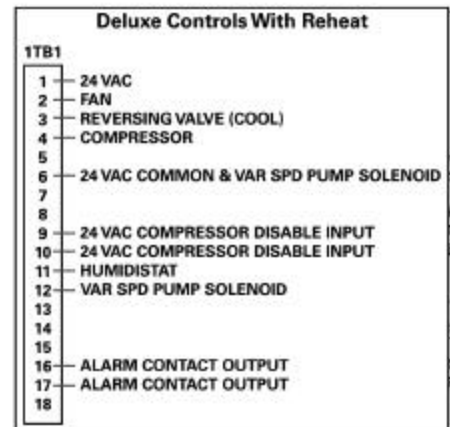 Deluxe Controls With Reheat
1TB1
1 24 VAC
2 FAN
3 REVERSING VALVE (COOL)
4 COMPRESSOR
5
6 24 VAC COMMON & VAR SPD PUMP SOLENOID
7
8
9 24 VAC COMPRESSOR DISABLE INPUT
10 24 VAC COMPRESSOR DISABLE INPUT
11 HUMIDISTAT
12 VAR SPD PUMP SOLENOID
13
14
15
16 ALARM CONTACT OUTPUT
17 ALARM CONTACT OUTPUT
18